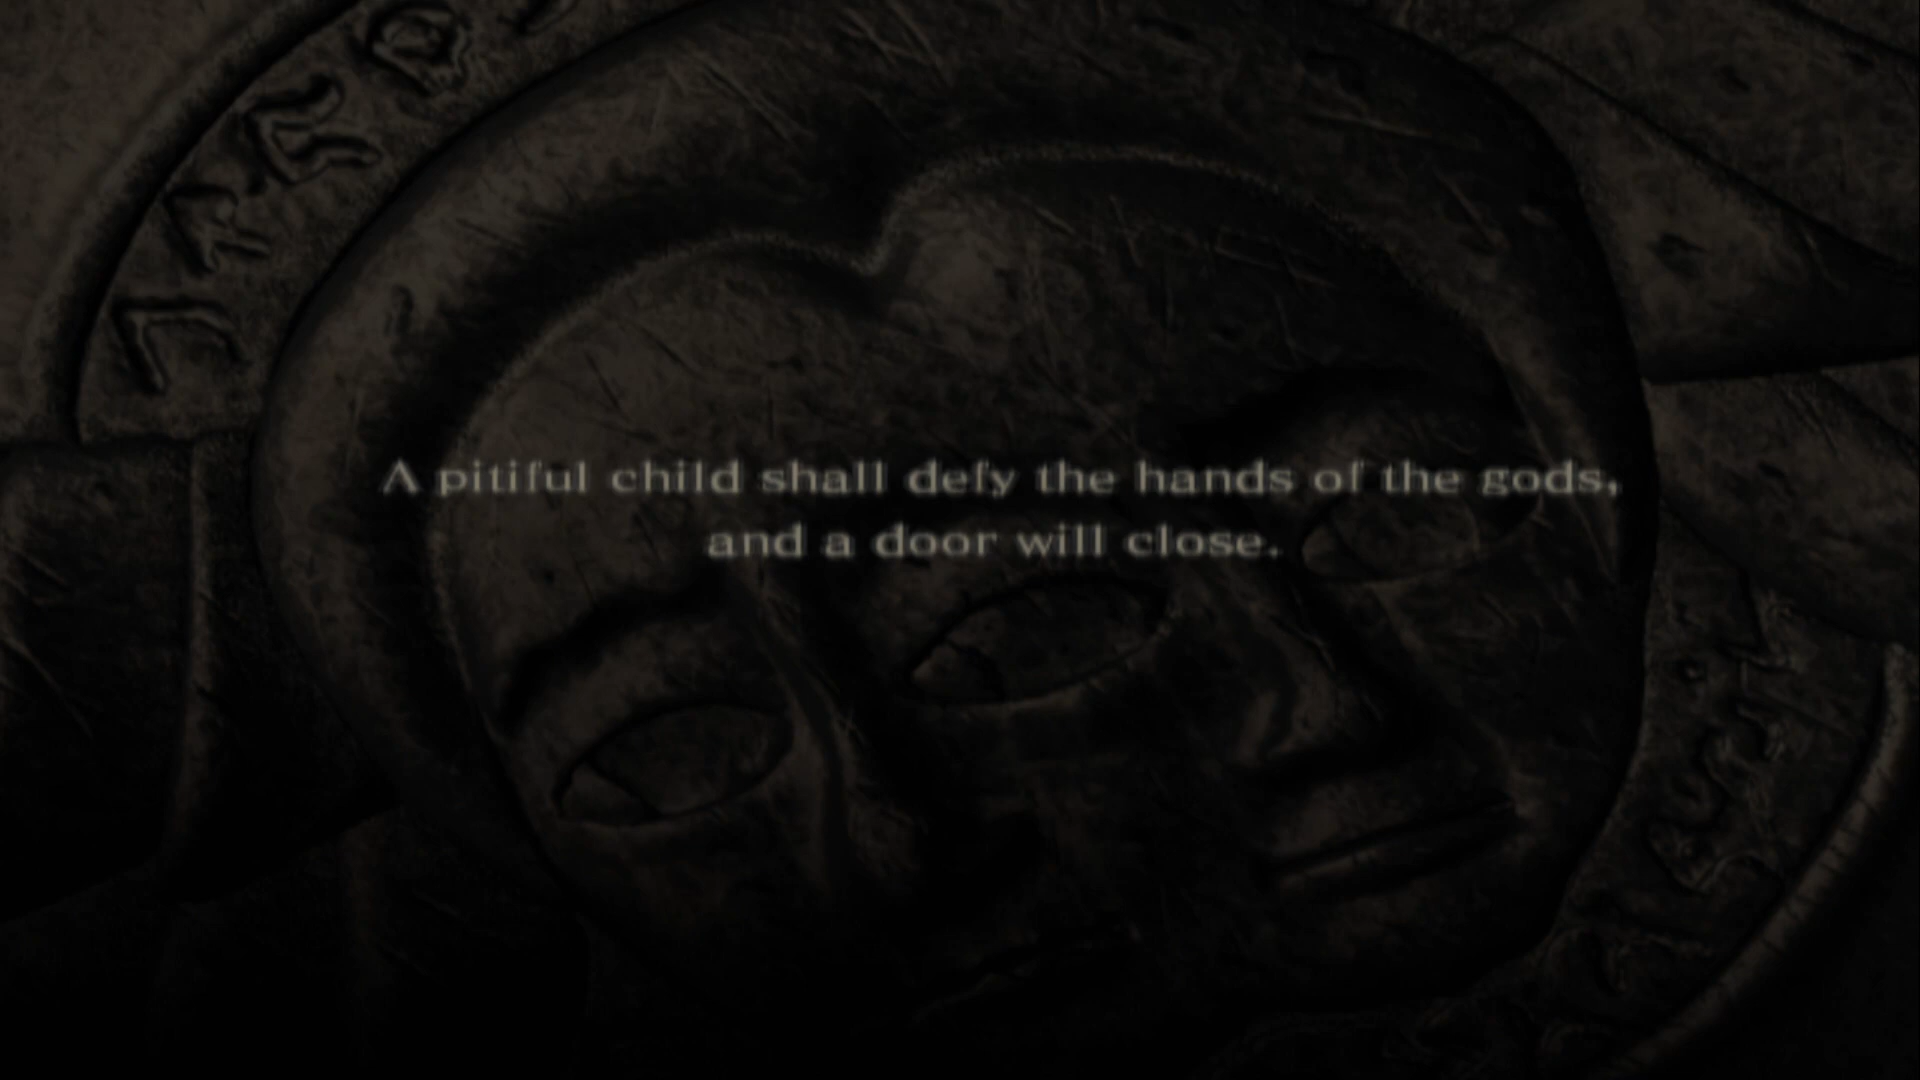 A pitiful child shall defy the hands of the gods,
and a door will close.